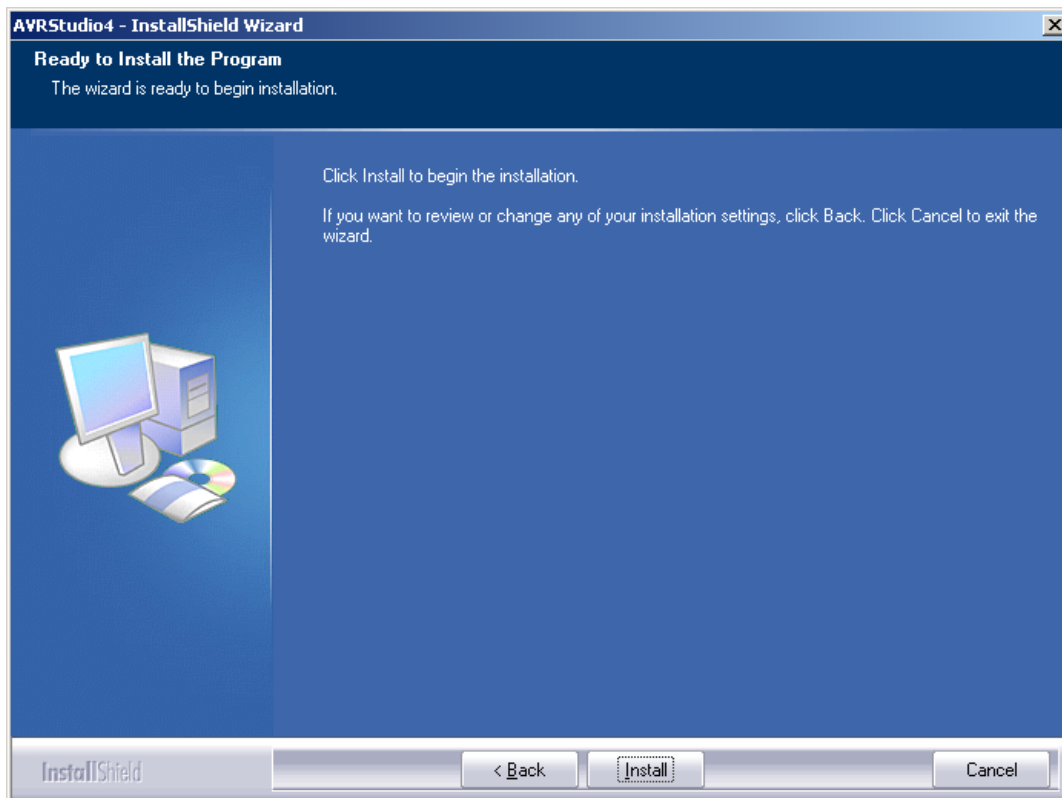 AVRStudio4 - InstallShield Wizard
Ready to Install the Program
The wizard is ready to begin installation.
Click Install to begin the installation.
If you want to review or change any of your installation settings, click Back. Click Cancel to exit the
wizard.
InstallShield
< Back
Install
Cancel